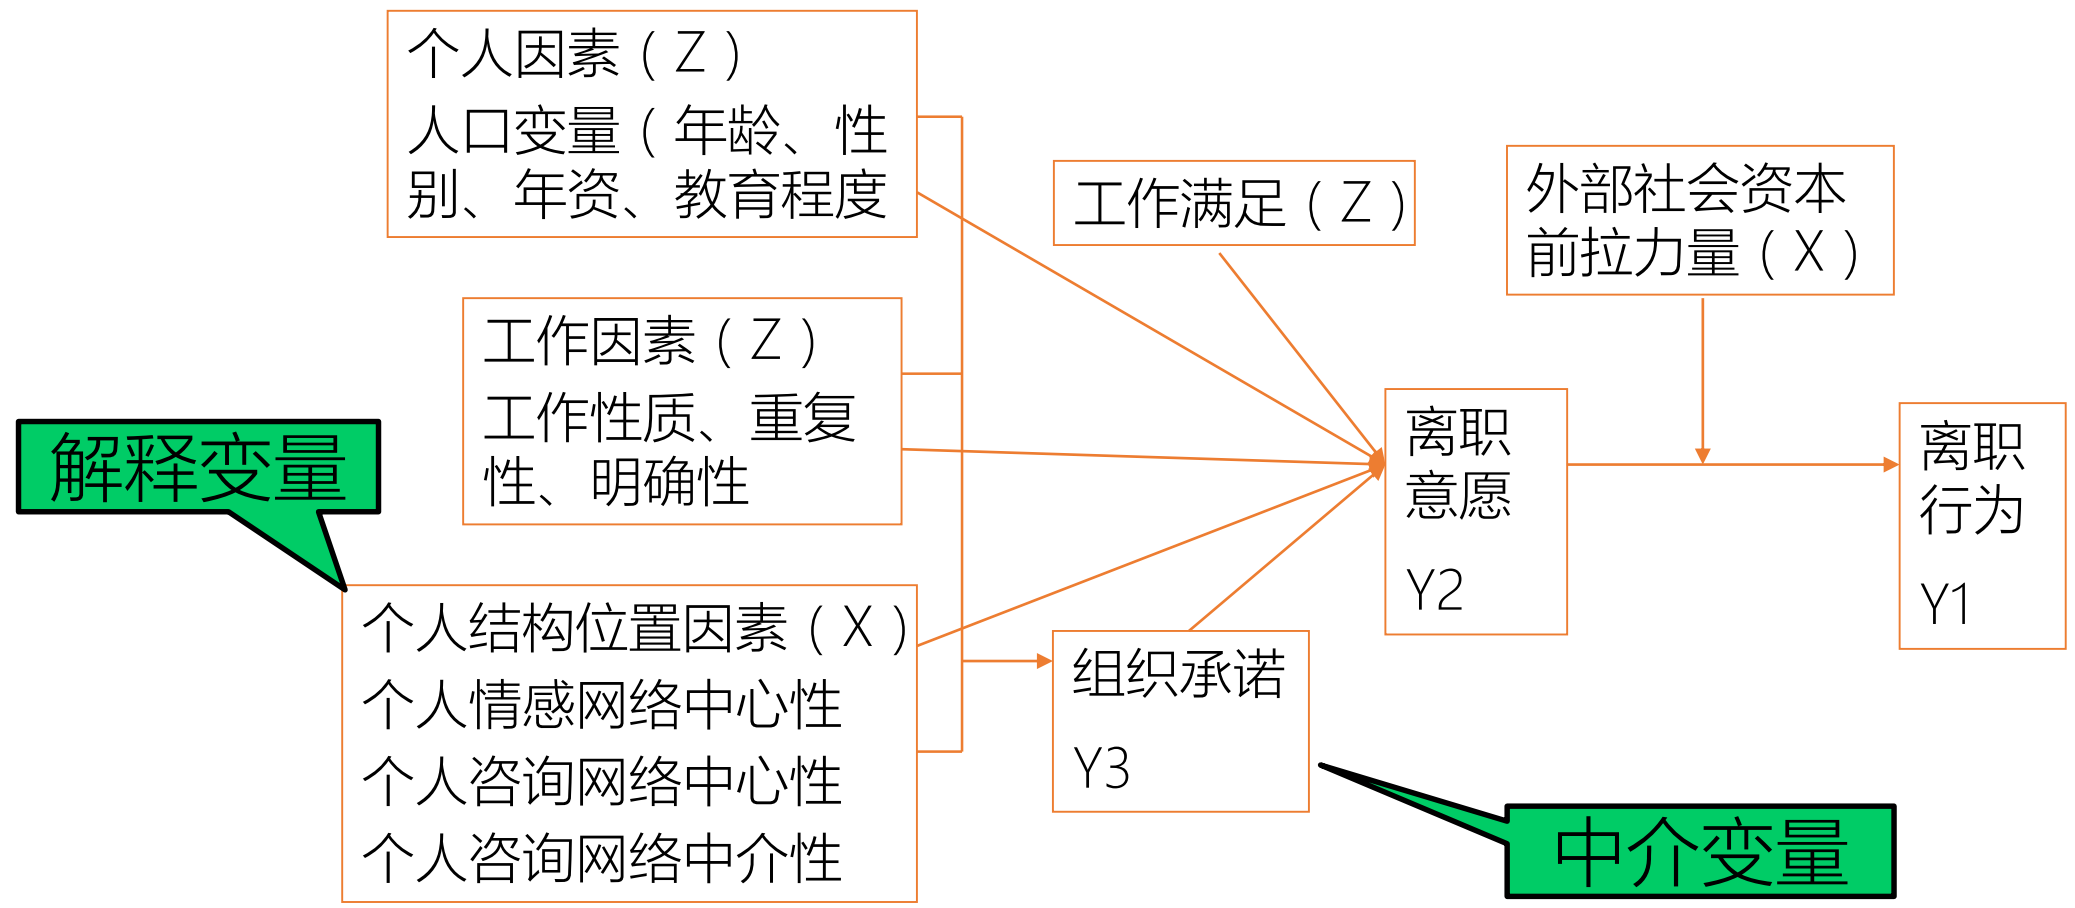 个人因素（Z）
人口变量（年龄、性
别、年资、教育程度
工作满足（Z）
外部社会资本
前拉力量（X）
工作因素（Z）
工作性质、重复
性、明确性
解释变量
离职
意愿
Y2
离职
行为
Y1
个人结构位置因素（X）
个人情感网络中心性
个人咨询网络中心性
个人咨询网络中介性
组织承诺
Y3
中介变量